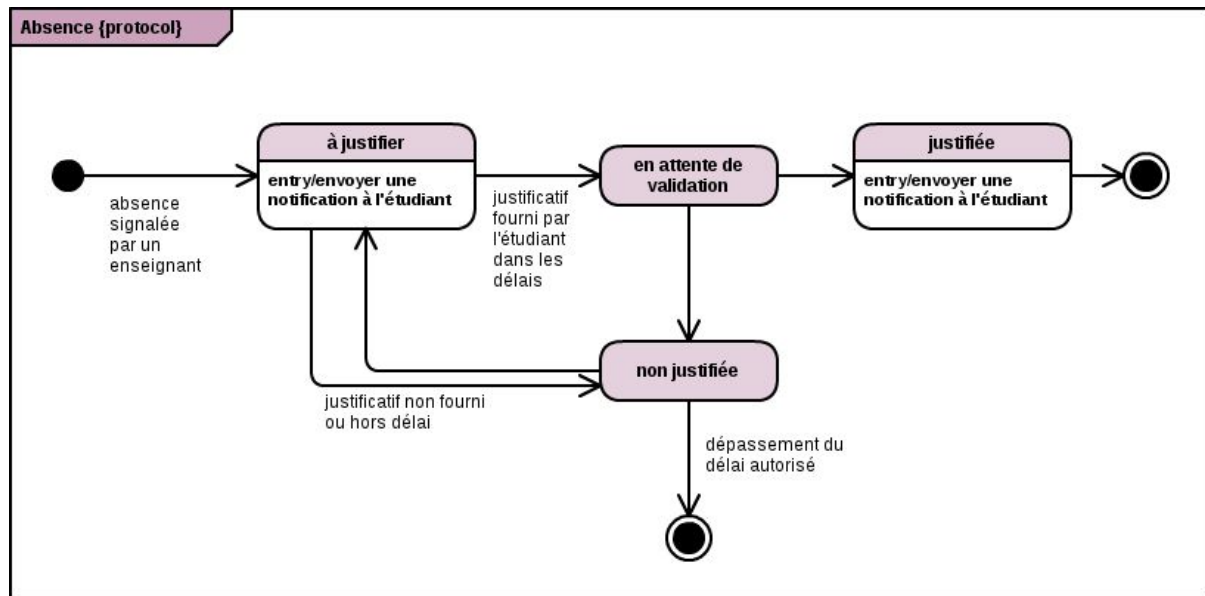 Absence {protocol}
à justifier
entry/envoyer une
notification à l'étudiant
absence
signalée
par un
enseignant
justificatif
fourni par
l'étudiant
dans les
délais
en attente de
validation
justifiée
entry/envoyer une
notification à l'étudiant
non justifiée
justificatif non fourni
ou hors délai
dépassement du
délai autorisé